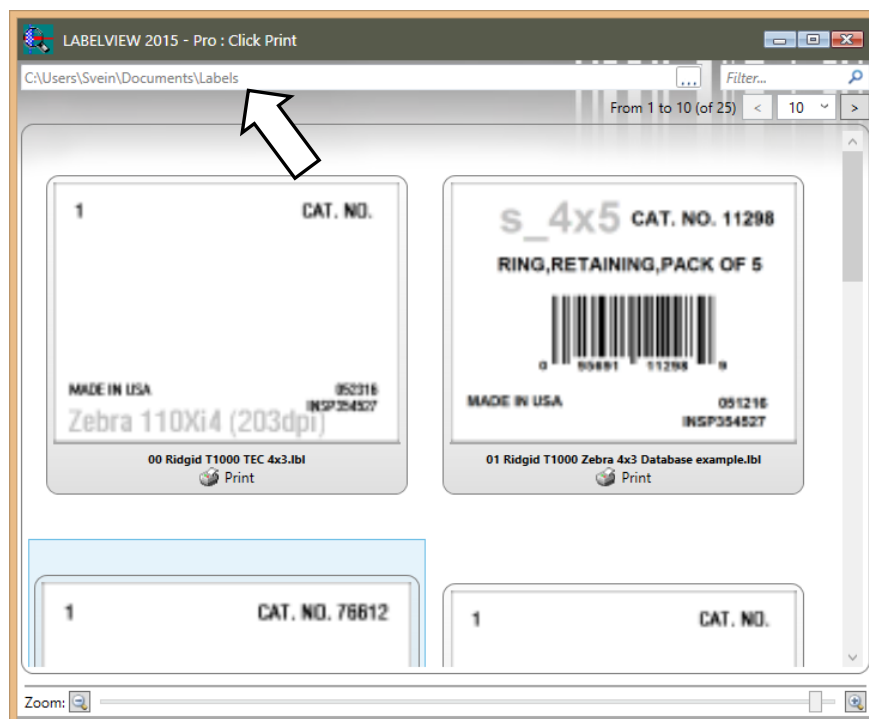 LABELVIEW 2015 - Pro : Click Print
C:\Users\Svein\Documents\Labels
...
Filter...
From 1 to 10 (of 25) < 10 >
1 CAT. NO.
MADE IN USA 052316
INSP354527
Zebra 110Xi4 (203dpi)
00 Ridgid T1000 TEC 4x3.lbl
Print
s_4x5 CAT. NO. 11298
RING,RETAINING,PACK OF 5
0 95691 11298 9
MADE IN USA 051216
INSP354527
01 Ridgid T1000 Zebra 4x3 Database example.lbl
Print
1 CAT. NO. 76612
1 CAT. NO.
Zoom: